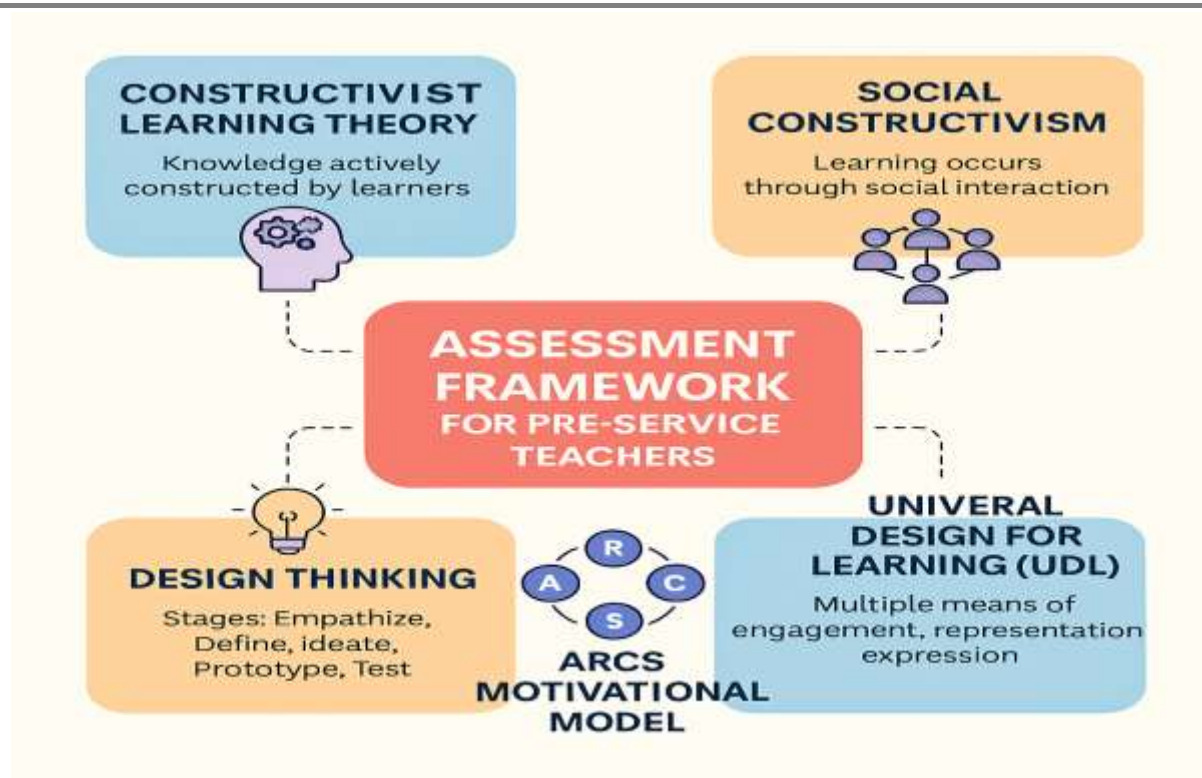 CONSTRUCTIVIST
LEARNING THEORY
Knowledge actively
constructed by learners
SOCIAL
CONSTRUCTIVISM
Learning occurs
through social interaction
ASSESSMENT
FRAMEWORK
FOR PRE-SERVICE
TEACHERS
DESIGN THINKING
Stages: Empathize,
Define, ideate,
Prototype, Test
R
A
C
S
ARCS
MOTIVATIONAL
MODEL
UNIVERAL
DESIGN FOR
LEARNING (UDL)
Multiple means of
engagement, representation
expression